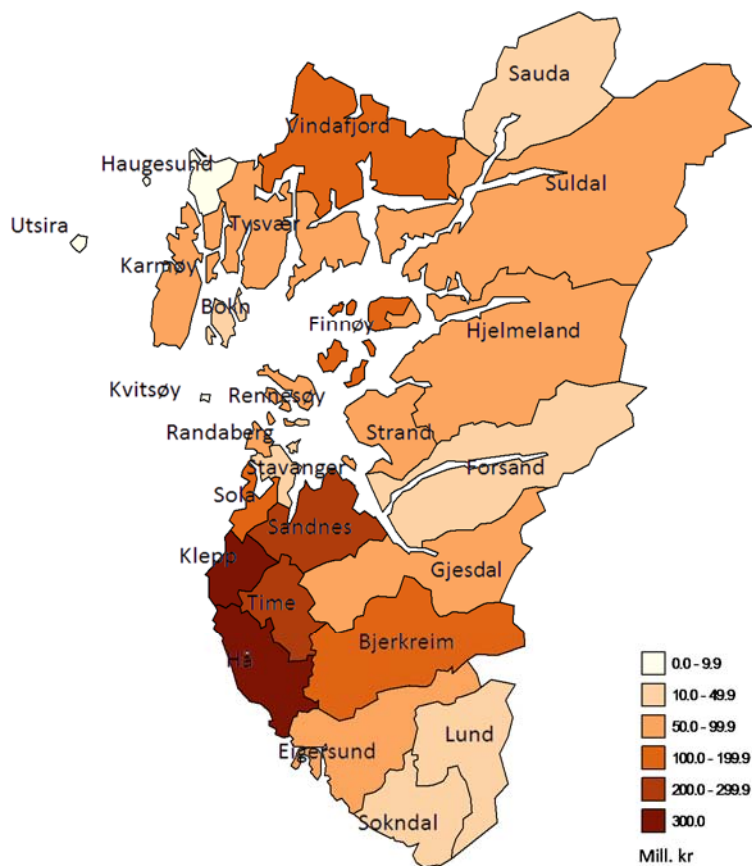 Sauda
Vindafjord
Haugesund
Suldal
Utsira
Tysvær
Karmøy
Bokn
Finnøy
Hjelmeland
Kvitsøy
Rennesøy
Randaberg
Strand
Stavanger
Forsand
Sola
Sandnes
Klepp
Gjesdal
Time
Bjerkreim
Hå
Lund
Eigersund
Sokndal
0.0 - 9.9
10.0 - 49.9
50.0 - 99.9
100.0 - 199.9
200.0 - 299.9
300.0
Mill. kr